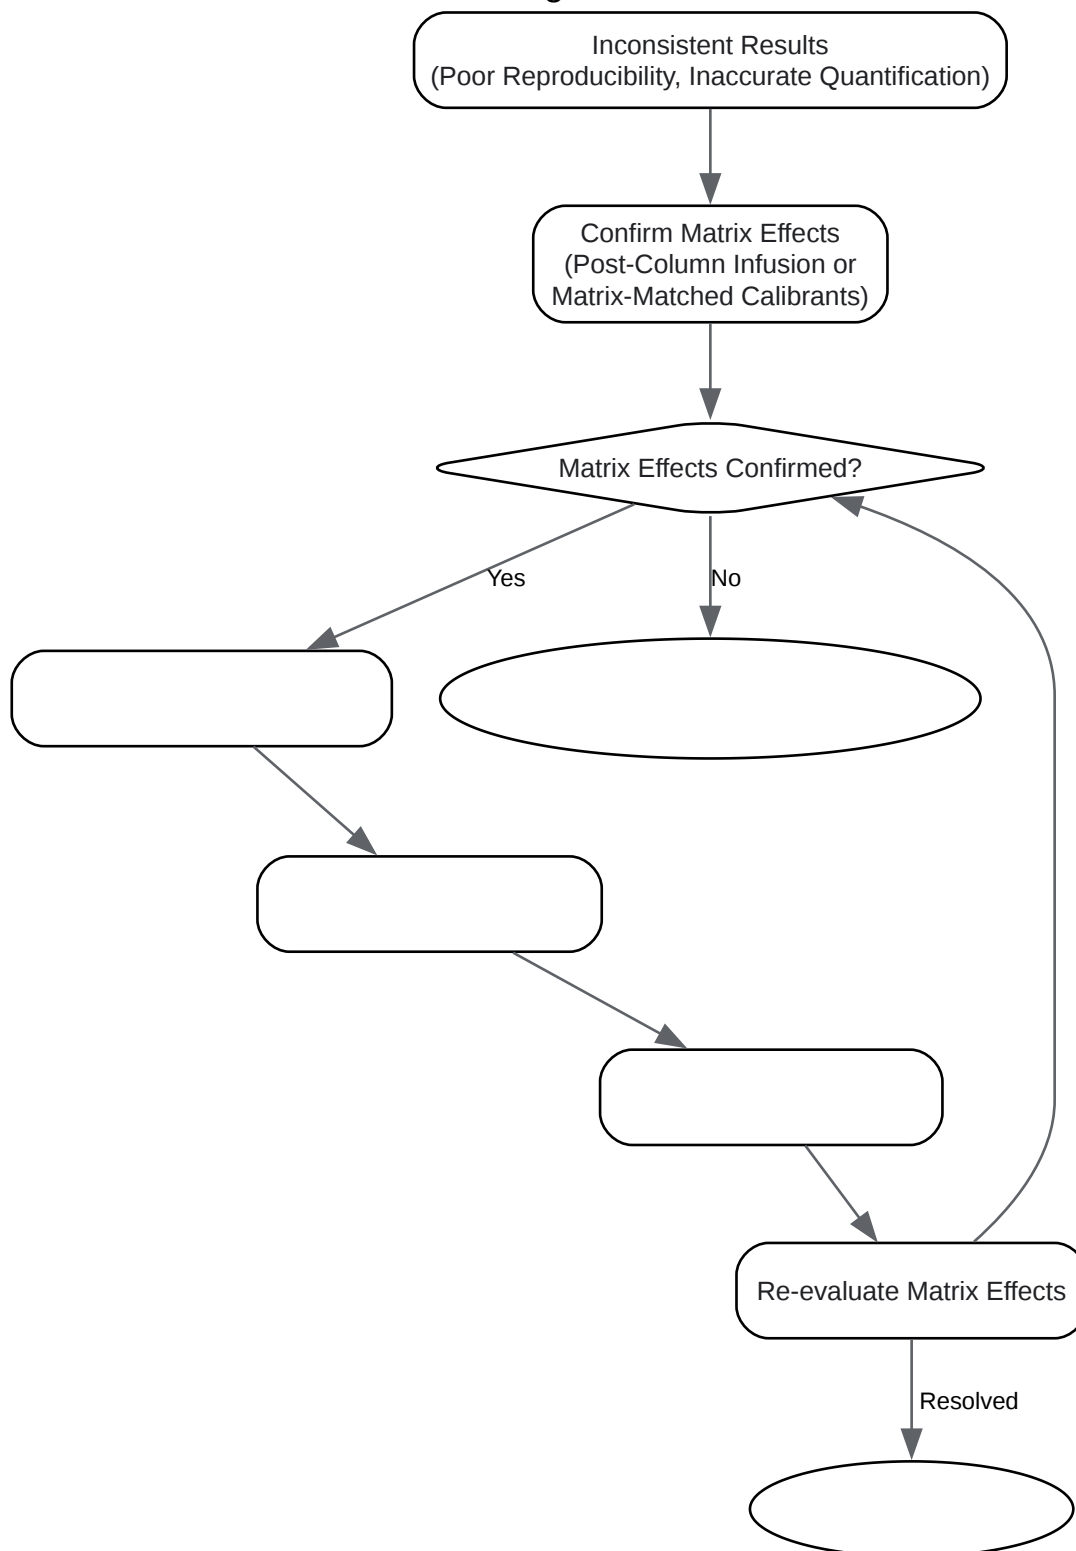 Inconsistent Results
(Poor Reproducibility, Inaccurate Quantification)
Confirm Matrix Effects
(Post-Column Infusion or
Matrix-Matched Calibrants)
Matrix Effects Confirmed?
Yes
No
Re-evaluate Matrix Effects
Resolved